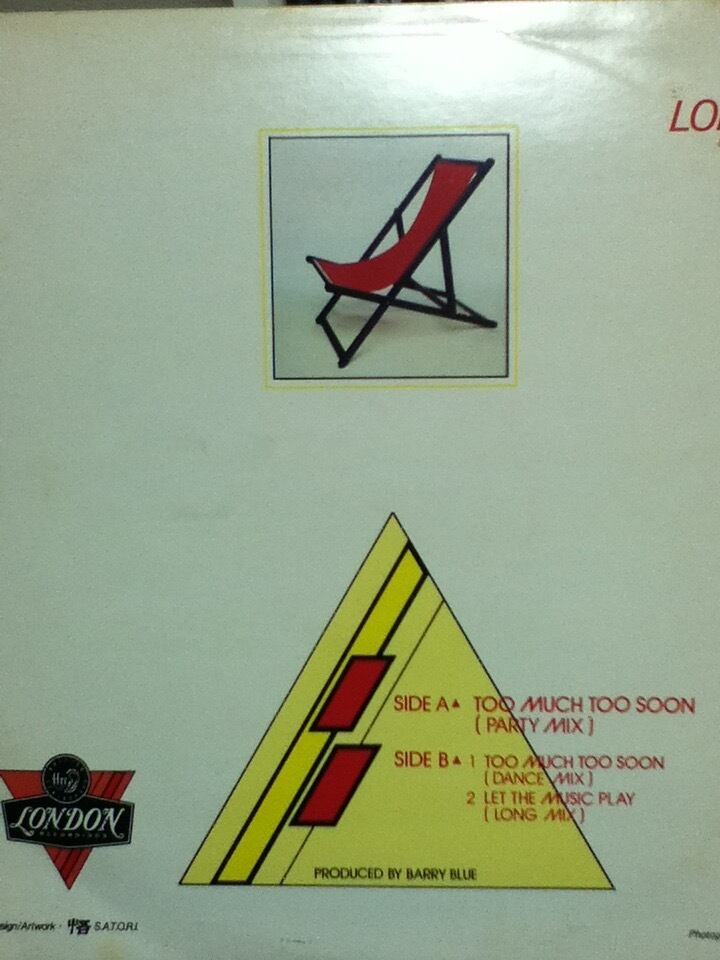 LO
SIDE A▲ TOO MUCH TOO SOON
( PARTY MIX )
SIDE B▲ 1 TOO MUCH TOO SOON
( DANCE MIX )
2 LET THE MUSIC PLAY
( LONG MIX )
PRODUCED BY BARRY BLUE
LONDON
RECORDINGS
sign/Artwork · 悟 S.A.T.O.R.I.
Photog